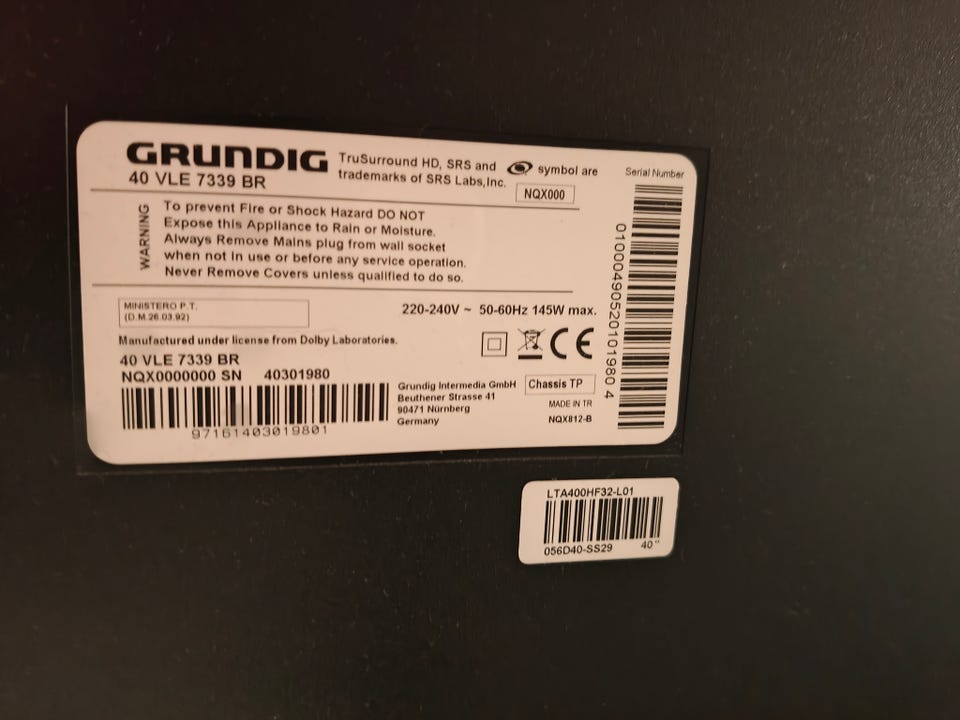 GRUNDIG
40 VLE 7339 BR
TruSurround HD, SRS and symbol are
trademarks of SRS Labs,Inc.
NQX000
Serial Number
WARNING
To prevent Fire or Shock Hazard DO NOT
Expose this Appliance to Rain or Moisture.
Always Remove Mains plug from wall socket
when not in use or before any service operation.
Never Remove Covers unless qualified to do so.
MINISTERO P.T.
(D.M.26.03.92)
220-240V ~ 50-60Hz 145W max.
Manufactured under license from Dolby Laboratories.
40 VLE 7339 BR
NQX0000000 SN 40301980
97161403019801
Grundig Intermedia GmbH
Beuthener Strasse 41
90471 Nürnberg
Germany
CE
Chassis TP
MADE IN TR
NQX812-B
01000490520101980 4
LTA400HF32-L01
056D40-SS29 40"